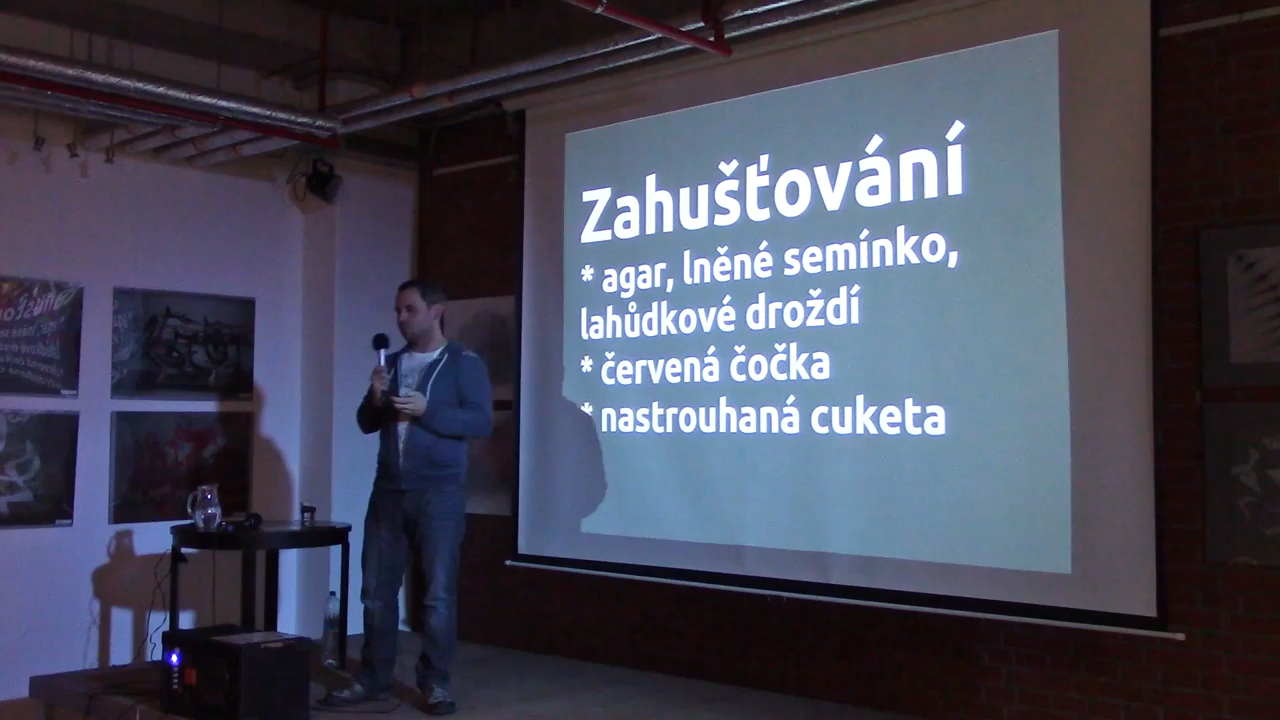 Zahušťování
* agar, lněné semínko,
lahůdkové droždí
* červená čočka
* nastrouhaná cuketa